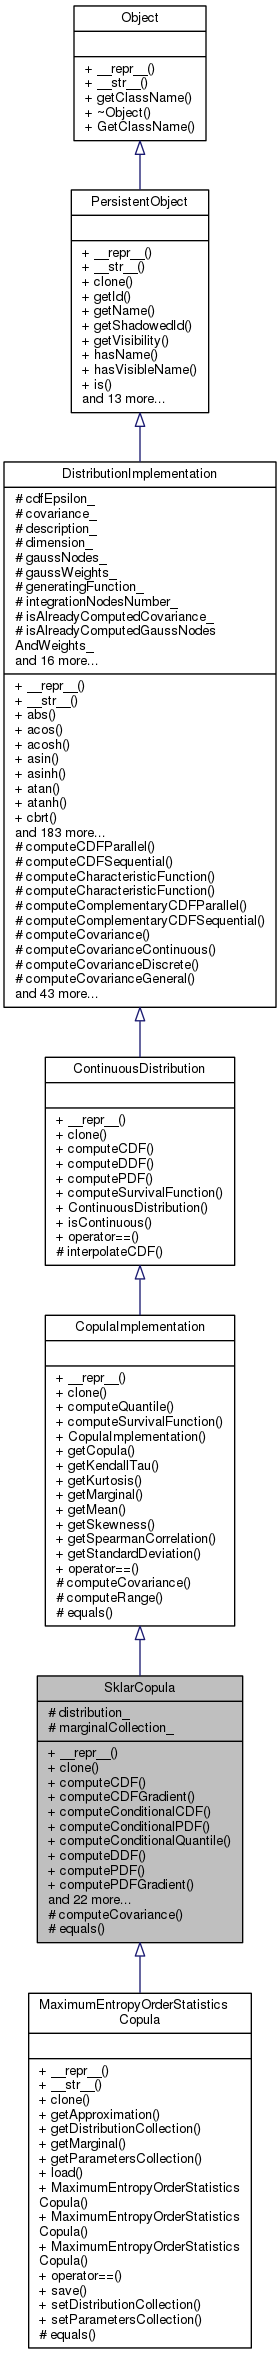 Object
+ __repr__()
+ __str__()
+ getClassName()
+ ~Object()
+ GetClassName()
PersistentObject
+ __repr__()
+ __str__()
+ clone()
+ getId()
+ getName()
+ getShadowedId()
+ getVisibility()
+ hasName()
+ hasVisibleName()
+ is()
and 13 more...
DistributionImplementation
# cdfEpsilon_
# covariance_
# description_
# dimension_
# gaussNodes_
# gaussWeights_
# generatingFunction_
# integrationNodesNumber_
# isAlreadyComputedCovariance_
# isAlreadyComputedGaussNodes
AndWeights_
and 16 more...
+ __repr__()
+ __str__()
+ abs()
+ acos()
+ acosh()
+ asin()
+ asinh()
+ atan()
+ atanh()
+ cbrt()
and 183 more...
# computeCDFParallel()
# computeCDFSequential()
# computeCharacteristicFunction()
# computeCharacteristicFunction()
# computeComplementaryCDFParallel()
# computeComplementaryCDFSequential()
# computeCovariance()
# computeCovarianceContinuous()
# computeCovarianceDiscrete()
# computeCovarianceGeneral()
and 43 more...
ContinuousDistribution
+ __repr__()
+ clone()
+ computeCDF()
+ computeDDF()
+ computePDF()
+ computeSurvivalFunction()
+ ContinuousDistribution()
+ isContinuous()
+ operator==()
# interpolateCDF()
CopulaImplementation
+ __repr__()
+ clone()
+ computeQuantile()
+ computeSurvivalFunction()
+ CopulaImplementation()
+ getCopula()
+ getKendallTau()
+ getKurtosis()
+ getMarginal()
+ getMean()
+ getSkewness()
+ getSpearmanCorrelation()
+ getStandardDeviation()
+ operator==()
# computeCovariance()
# computeRange()
# equals()
SklarCopula
# distribution_
# marginalCollection_
+ __repr__()
+ clone()
+ computeCDF()
+ computeCDFGradient()
+ computeConditionalCDF()
+ computeConditionalPDF()
+ computeConditionalQuantile()
+ computeDDF()
+ computePDF()
+ computePDFGradient()
and 22 more...
# computeCovariance()
# equals()
MaximumEntropyOrderStatistics
Copula
+ __repr__()
+ __str__()
+ clone()
+ getApproximation()
+ getDistributionCollection()
+ getMarginal()
+ getParametersCollection()
+ load()
+ MaximumEntropyOrderStatistics
Copula()
+ MaximumEntropyOrderStatistics
Copula()
+ MaximumEntropyOrderStatistics
Copula()
+ operator==()
+ save()
+ setDistributionCollection()
+ setParametersCollection()
# equals()